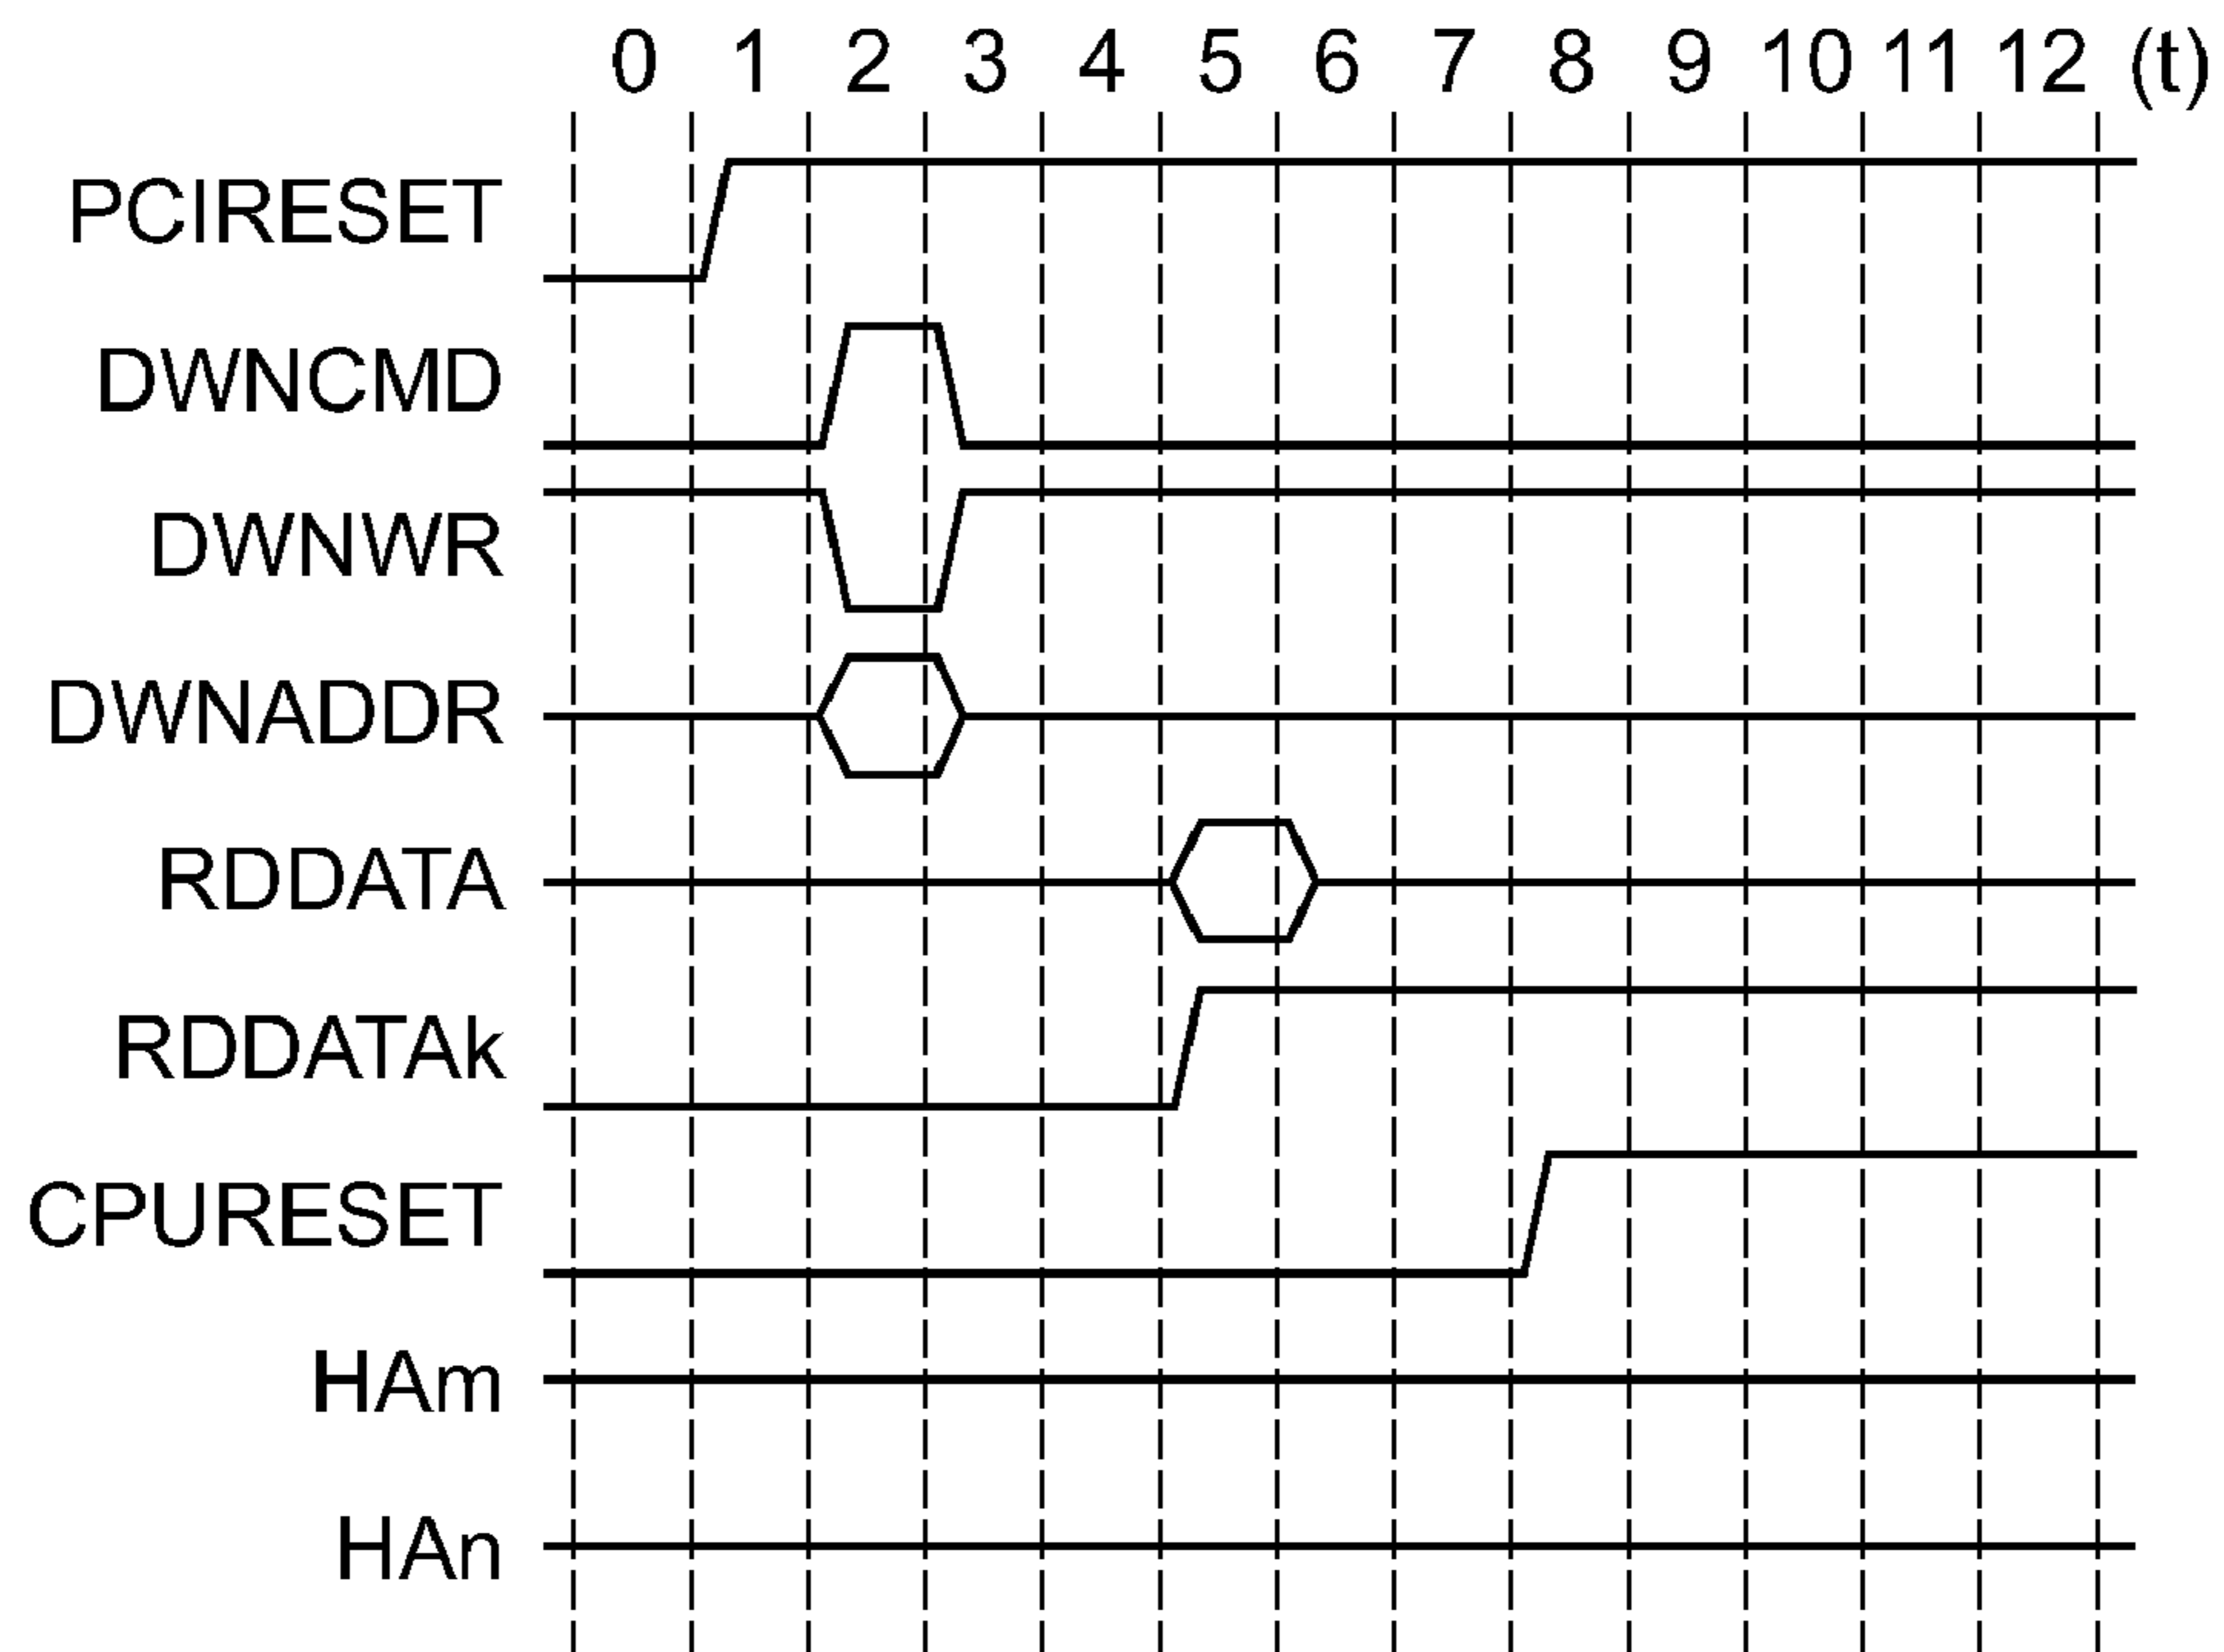 0 1 2 3 4 5 6 7 8 9 10 11 12 (t)
PCIRESET
DWNCMD
DWNWR
DWNADDR
RDDATA
RDDATAk
CPURESET
HAm
HAn